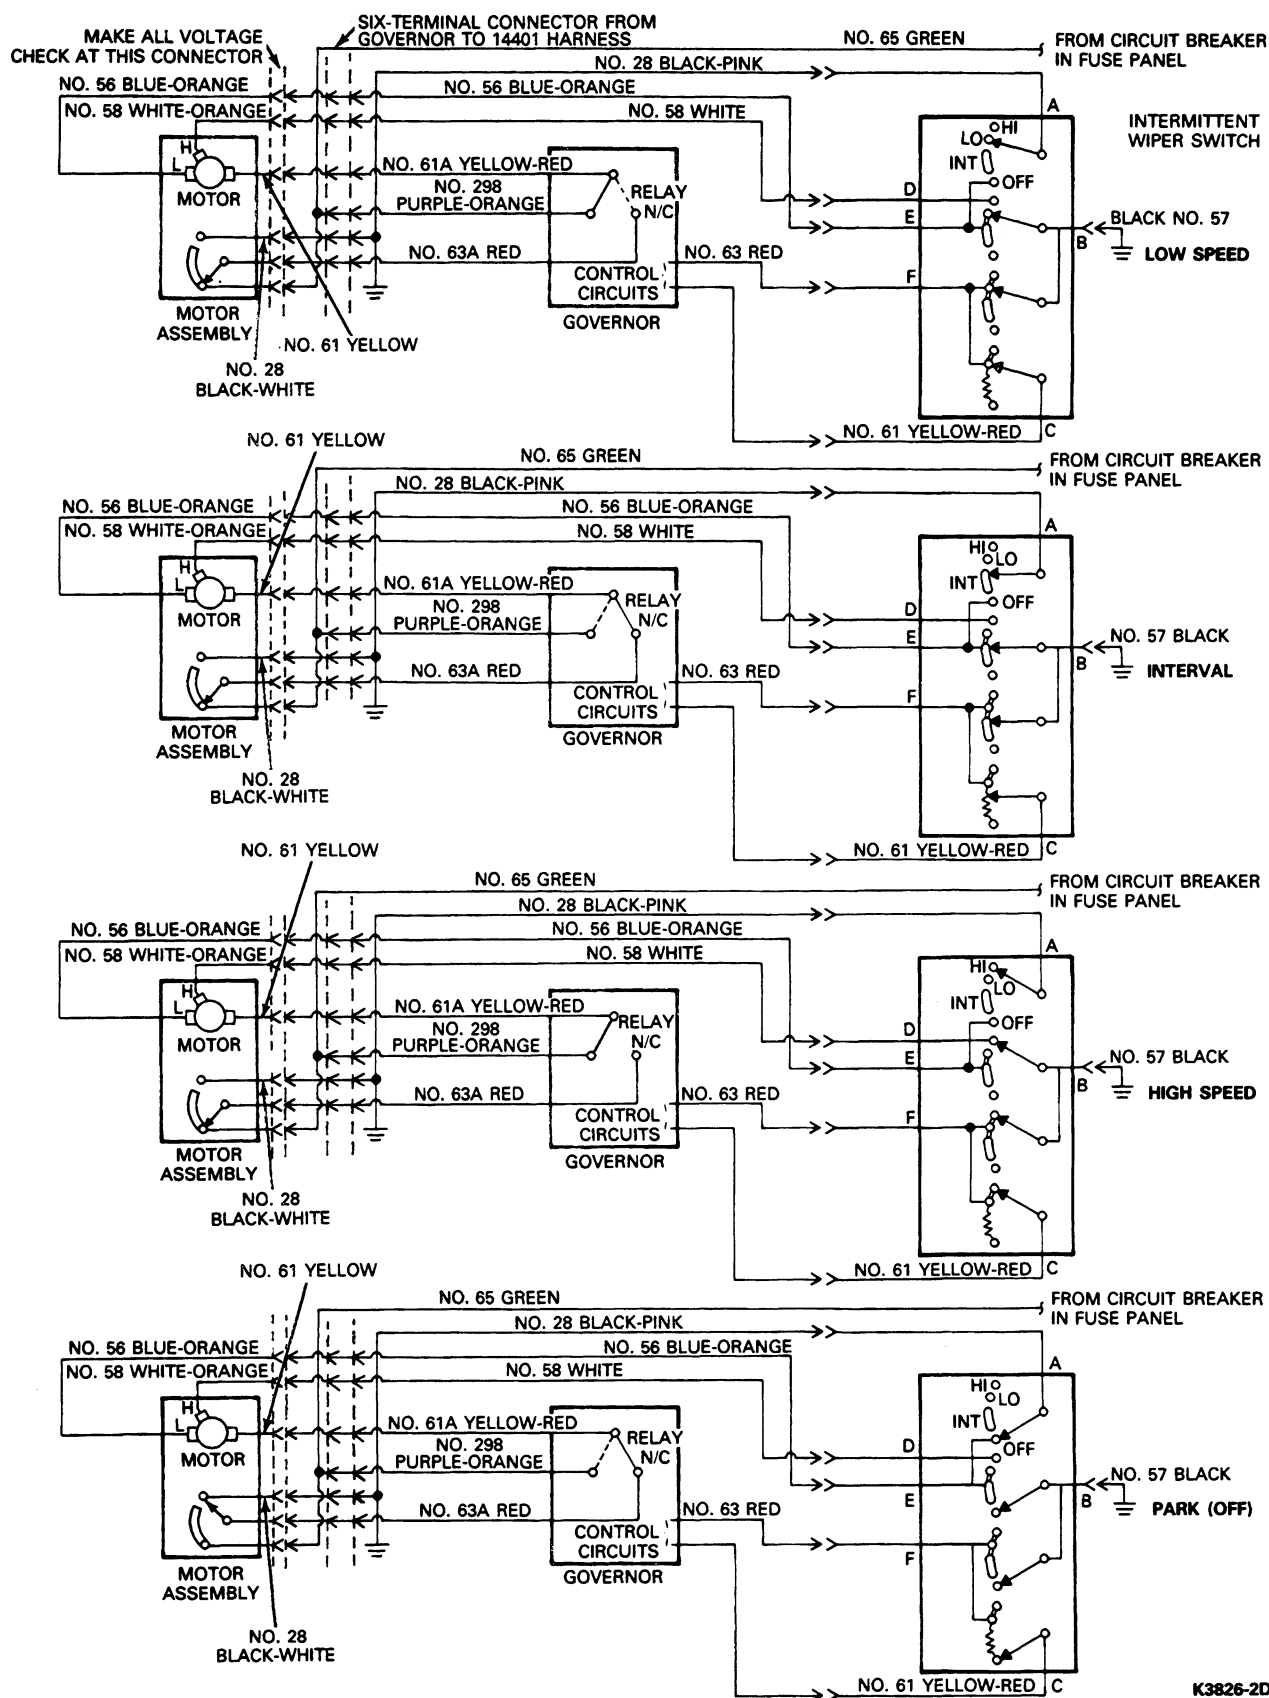 SIX-TERMINAL CONNECTOR FROM
GOVERNOR TO 14401 HARNESS
MAKE ALL VOLTAGE
CHECK AT THIS CONNECTOR
NO. 65 GREEN
FROM CIRCUIT BREAKER
IN FUSE PANEL
NO. 28 BLACK-PINK
NO. 56 BLUE-ORANGE
NO. 56 BLUE-ORANGE
NO. 58 WHITE-ORANGE
NO. 58 WHITE
A
INTERMITTENT
WIPER SWITCH
HI
LO
INT
OFF
H
L
MOTOR
NO. 61A YELLOW-RED
NO. 298
PURPLE-ORANGE
RELAY
N/C
D
E
BLACK NO. 57
B
LOW SPEED
NO. 63A RED
NO. 63 RED
CONTROL
CIRCUITS
F
GOVERNOR
MOTOR
ASSEMBLY
NO. 61 YELLOW
NO. 28
BLACK-WHITE
NO. 61 YELLOW-RED
C
NO. 61 YELLOW
NO. 65 GREEN
FROM CIRCUIT BREAKER
IN FUSE PANEL
NO. 28 BLACK-PINK
NO. 56 BLUE-ORANGE
NO. 56 BLUE-ORANGE
NO. 58 WHITE-ORANGE
NO. 58 WHITE
A
HI
LO
INT
OFF
H
L
MOTOR
NO. 61A YELLOW-RED
NO. 298
PURPLE-ORANGE
RELAY
N/C
D
E
NO. 57 BLACK
B
INTERVAL
NO. 63A RED
NO. 63 RED
CONTROL
CIRCUITS
F
GOVERNOR
MOTOR
ASSEMBLY
NO. 28
BLACK-WHITE
NO. 61 YELLOW-RED
C
NO. 61 YELLOW
NO. 65 GREEN
FROM CIRCUIT BREAKER
IN FUSE PANEL
NO. 28 BLACK-PINK
NO. 56 BLUE-ORANGE
NO. 56 BLUE-ORANGE
NO. 58 WHITE-ORANGE
NO. 58 WHITE
A
HI
LO
INT
OFF
H
L
MOTOR
NO. 61A YELLOW-RED
NO. 298
PURPLE-ORANGE
RELAY
N/C
D
E
NO. 57 BLACK
B
HIGH SPEED
NO. 63A RED
NO. 63 RED
CONTROL
CIRCUITS
F
GOVERNOR
MOTOR
ASSEMBLY
NO. 28
BLACK-WHITE
NO. 61 YELLOW-RED
C
NO. 61 YELLOW
NO. 65 GREEN
FROM CIRCUIT BREAKER
IN FUSE PANEL
NO. 28 BLACK-PINK
NO. 56 BLUE-ORANGE
NO. 56 BLUE-ORANGE
NO. 58 WHITE-ORANGE
NO. 58 WHITE
A
HI
LO
INT
OFF
H
L
MOTOR
NO. 61A YELLOW-RED
NO. 298
PURPLE-ORANGE
RELAY
N/C
D
E
NO. 57 BLACK
B
PARK (OFF)
NO. 63A RED
NO. 63 RED
CONTROL
CIRCUITS
F
GOVERNOR
MOTOR
ASSEMBLY
NO. 28
BLACK-WHITE
NO. 61 YELLOW-RED
C
K3826-2D